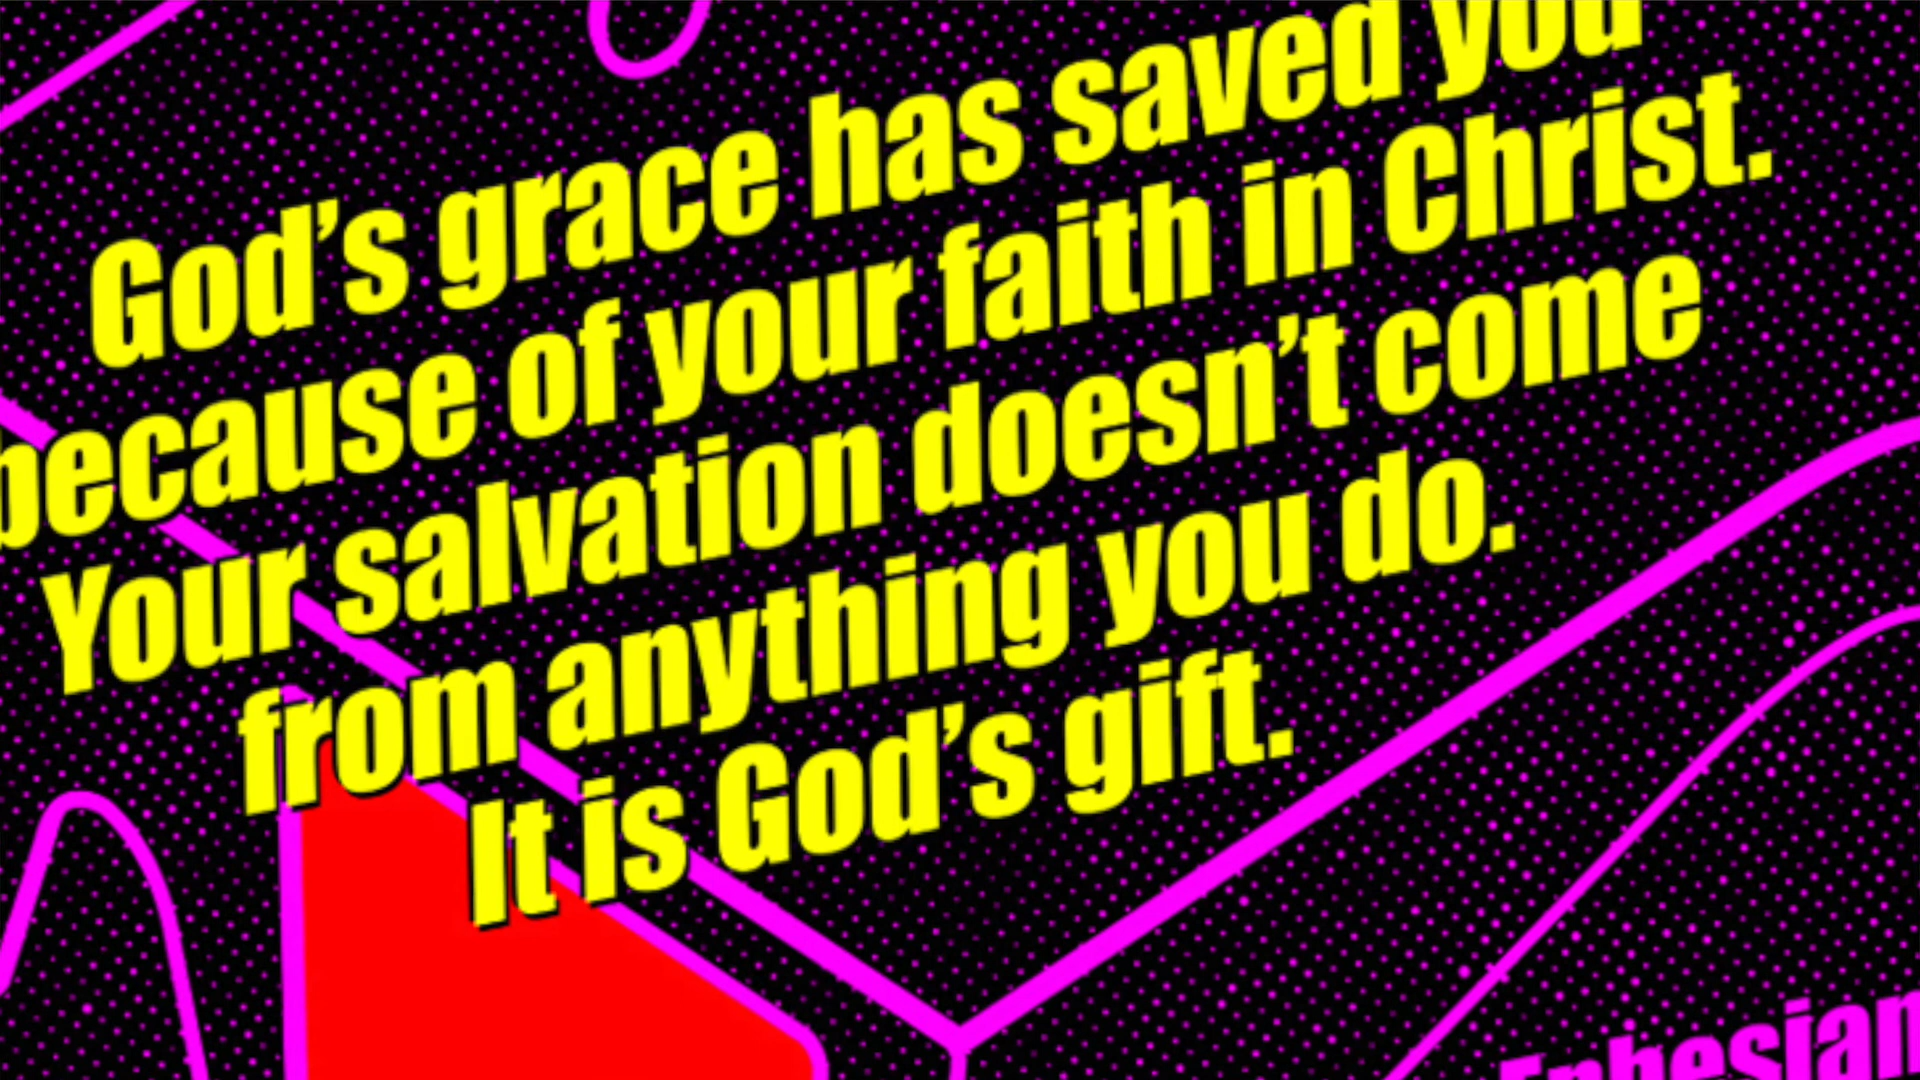 God’s grace has saved you
because of your faith in Christ.
Your salvation doesn’t come
from anything you do.
It is God’s gift.
Ephesian